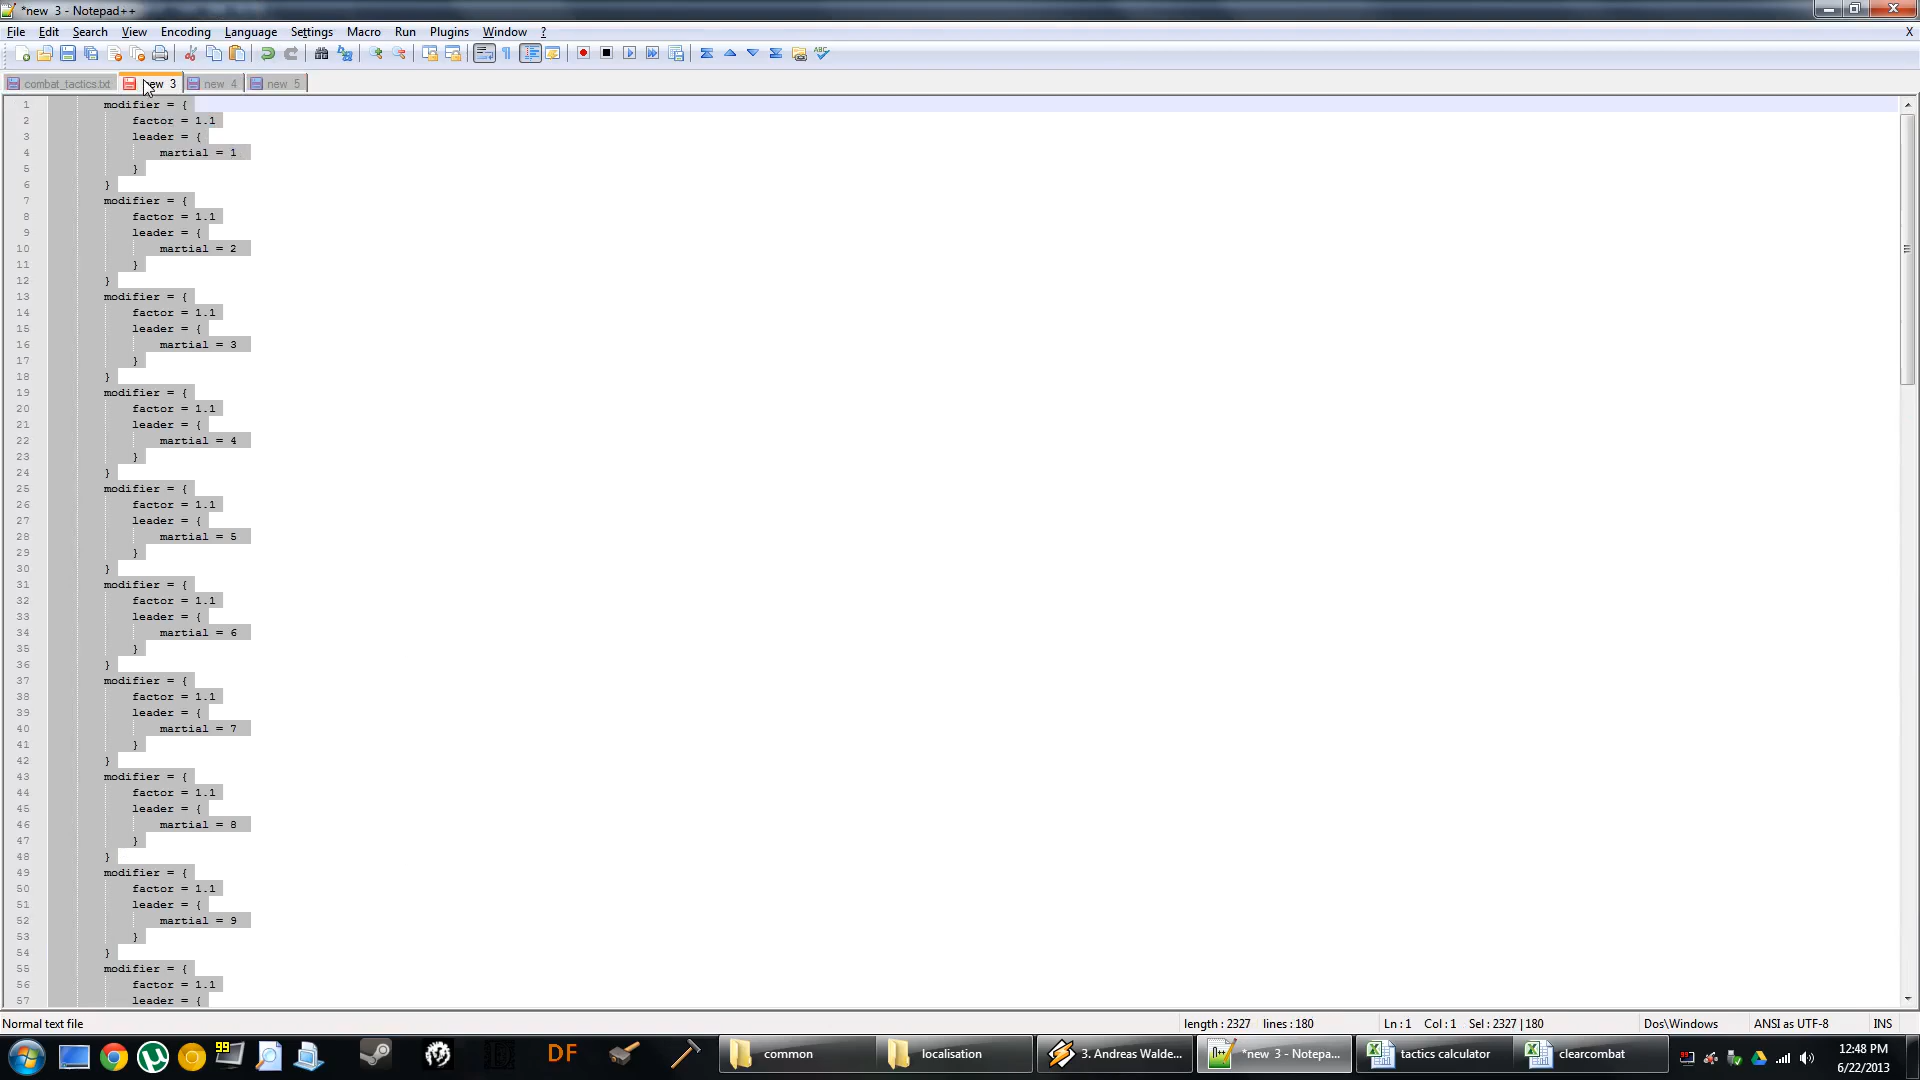 *new  3 - Notepad++
File Edit Search View Encoding Language Settings Macro Run Plugins Window ? X
combat_tactics.txt new 3 new 4 new 5
1 modifier = {
2 factor = 1.1
3 leader = {
4 martial = 1
5 }
6 }
7 modifier = {
8 factor = 1.1
9 leader = {
10 martial = 2
11 }
12 }
13 modifier = {
14 factor = 1.1
15 leader = {
16 martial = 3
17 }
18 }
19 modifier = {
20 factor = 1.1
21 leader = {
22 martial = 4
23 }
24 }
25 modifier = {
26 factor = 1.1
27 leader = {
28 martial = 5
29 }
30 }
31 modifier = {
32 factor = 1.1
33 leader = {
34 martial = 6
35 }
36 }
37 modifier = {
38 factor = 1.1
39 leader = {
40 martial = 7
41 }
42 }
43 modifier = {
44 factor = 1.1
45 leader = {
46 martial = 8
47 }
48 }
49 modifier = {
50 factor = 1.1
51 leader = {
52 martial = 9
53 }
54 }
55 modifier = {
56 factor = 1.1
57 leader = {
Normal text file length : 2327 lines : 180 Ln : 1 Col : 1 Sel : 2327 | 180 Dos\Windows ANSI as UTF-8 INS
99 DF common localisation 3. Andreas Walde... *new 3 - Notepa... tactics calculator clearcombat 12:48 PM
6/22/2013